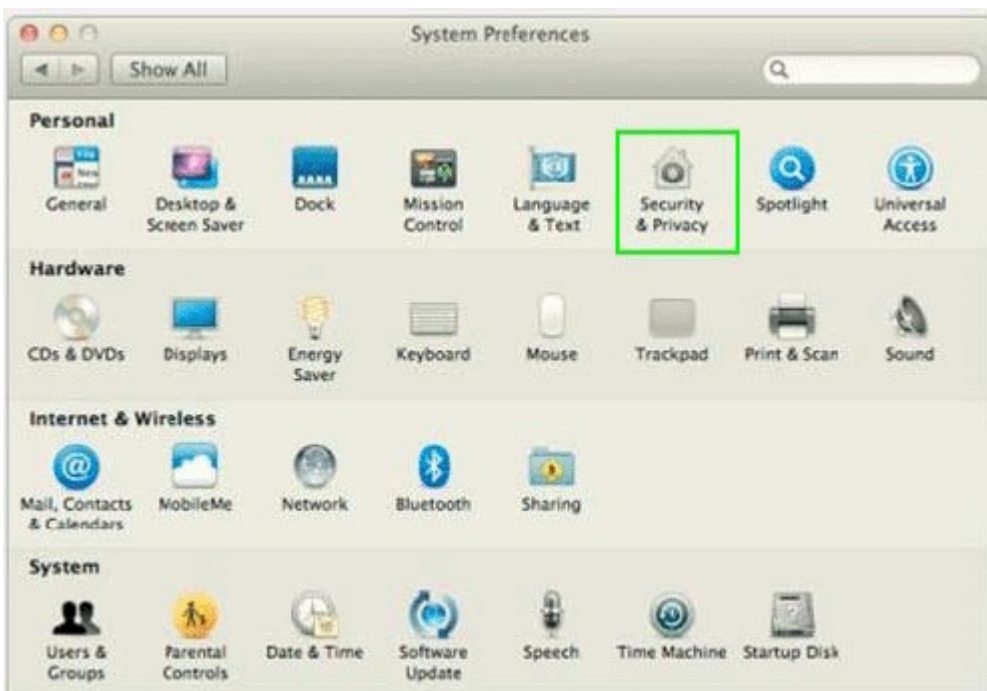 System Preferences
Show All
Personal
General
Desktop &
Screen Saver
Dock
Mission
Control
Language
& Text
Security
& Privacy
Spotlight
Universal
Access
Hardware
CDs & DVDs
Displays
Energy
Saver
Keyboard
Mouse
Trackpad
Print & Scan
Sound
Internet & Wireless
Mail, Contacts
& Calendars
MobileMe
Network
Bluetooth
Sharing
System
Users &
Groups
Parental
Controls
Date & Time
Software
Update
Speech
Time Machine
Startup Disk